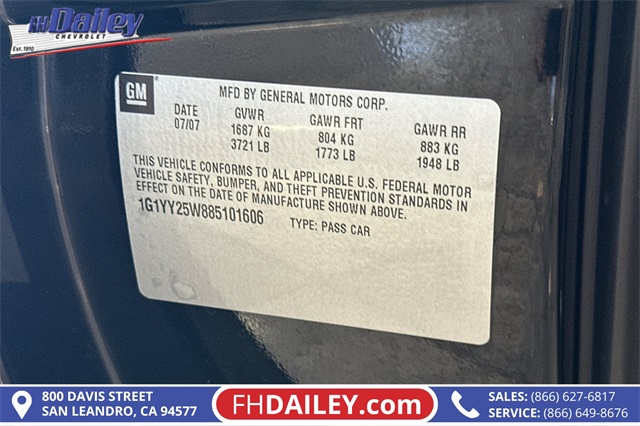 FH Dailey
CHEVROLET
Est. 1910
GM
MFD BY GENERAL MOTORS CORP.
DATE GVWR GAWR FRT GAWR RR
07/07 1687 KG 804 KG 883 KG
3721 LB 1773 LB 1948 LB
THIS VEHICLE CONFORMS TO ALL APPLICABLE U.S. FEDERAL MOTOR
VEHICLE SAFETY, BUMPER, AND THEFT PREVENTION STANDARDS IN
EFFECT ON THE DATE OF MANUFACTURE SHOWN ABOVE.
1G1YY25W885101606 TYPE: PASS CAR
800 DAVIS STREET
SAN LEANDRO, CA 94577
FHDAILEY.com
SALES: (866) 627-6817
SERVICE: (866) 649-8676